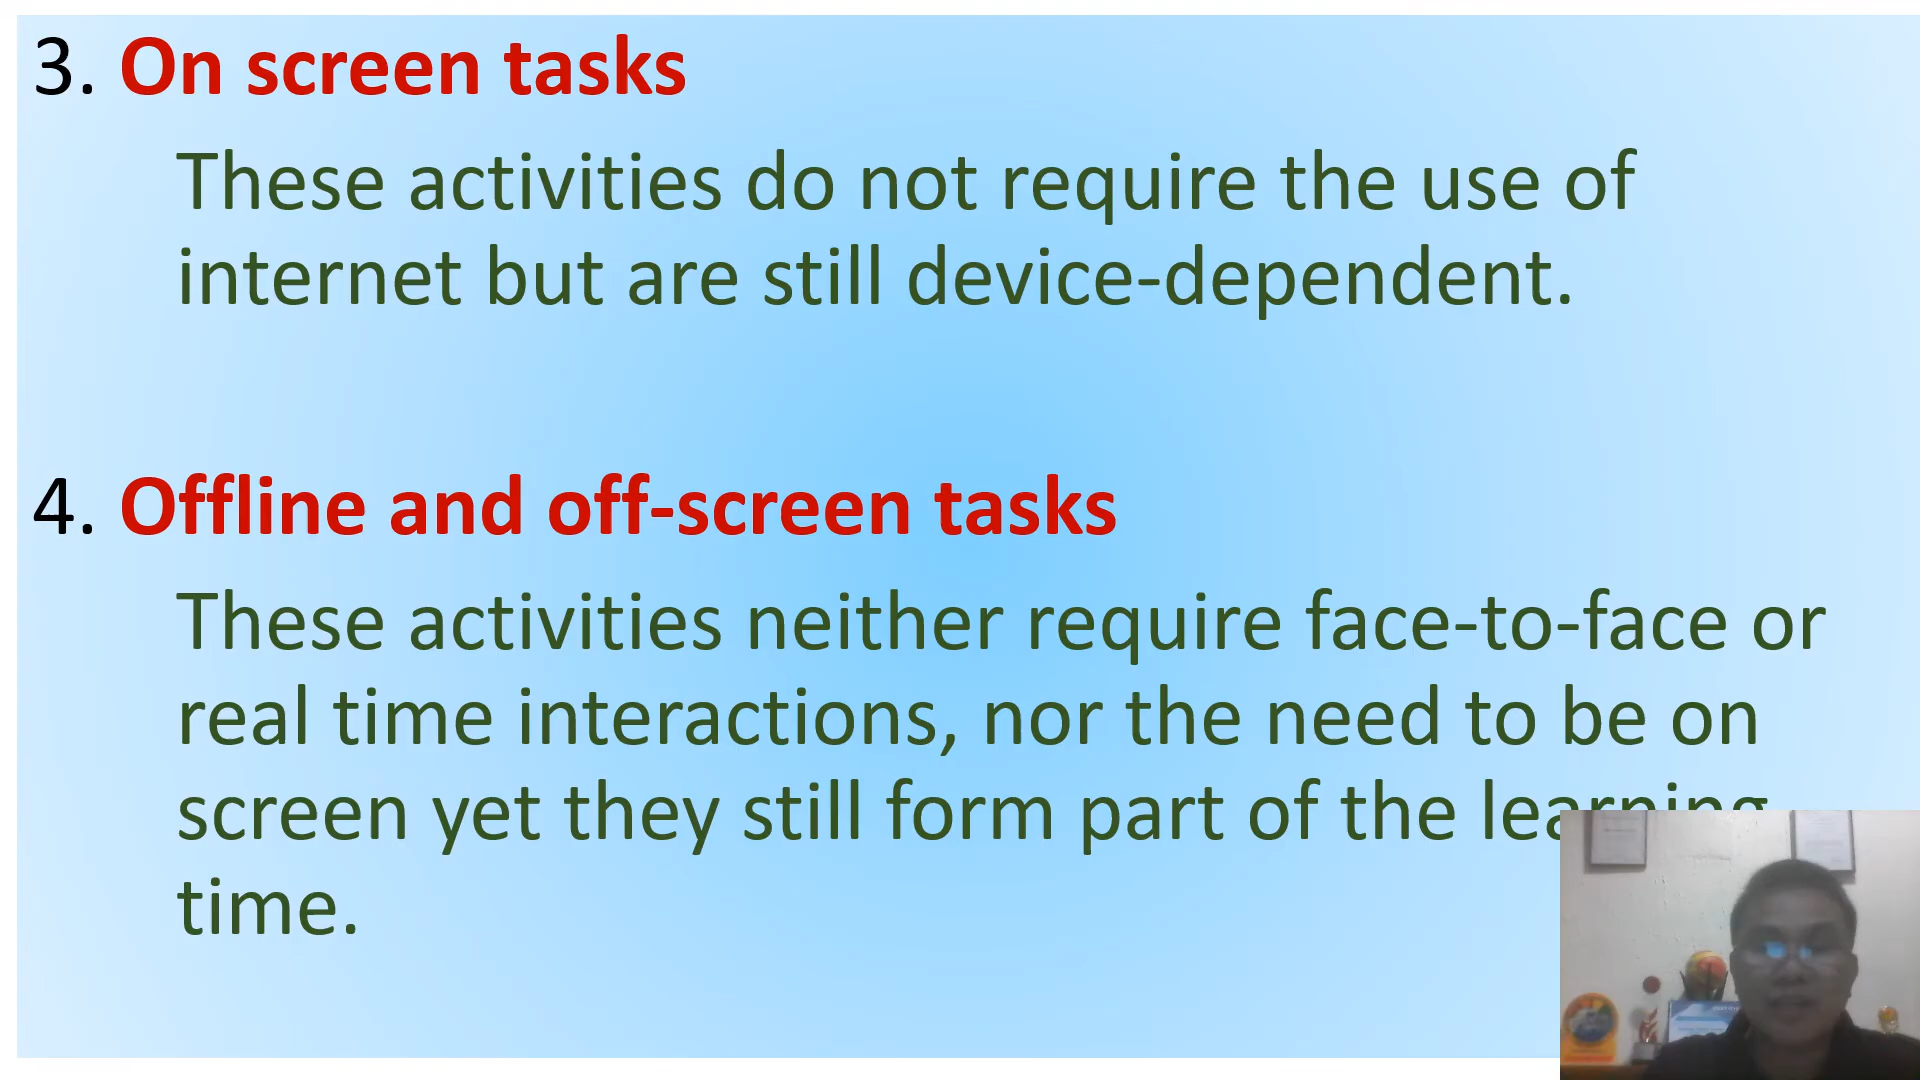 3. On screen tasks
These activities do not require the use of
internet but are still device-dependent.
4. Offline and off-screen tasks
These activities neither require face-to-face or
real time interactions, nor the need to be on
screen yet they still form part of the learning
time.